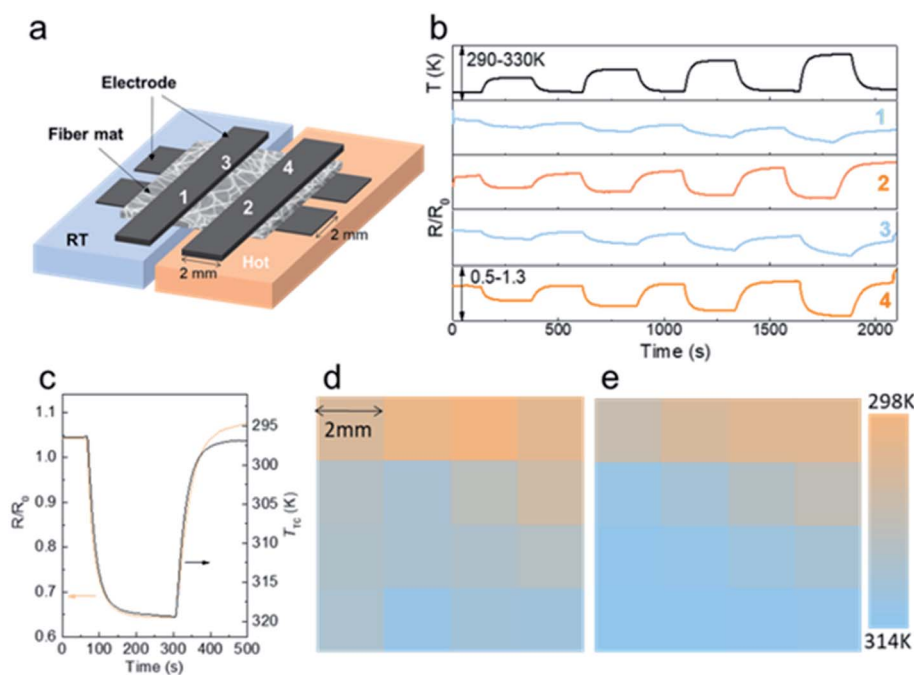 a
Electrode
Fiber mat
1
3
2
4
RT
Hot
2 mm
2 mm
b
T (K)
290-330K
R/R0
1
2
3
0.5-1.3
4
0 500 1000 1500 2000
Time (s)
c
R/R0
1.1
1.0
0.9
0.8
0.7
0.6
295
300
305
310
315
320
TTC (K)
0 100 200 300 400 500
Time (s)
d
2mm
e
298K
314K